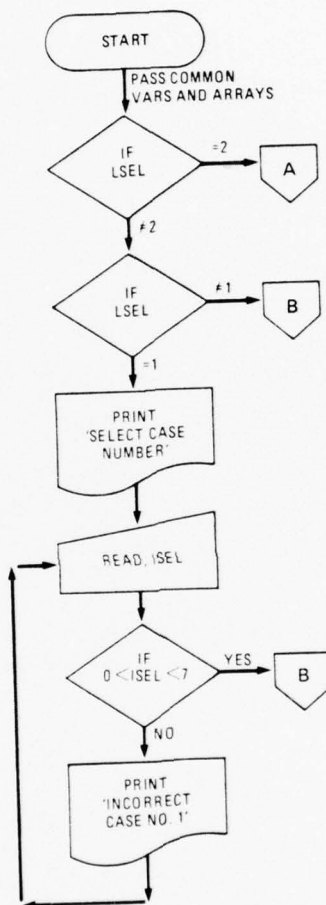 START
PASS COMMON
VARS AND ARRAYS
IF
LSEL
=2
A
≠2
IF
LSEL
≠1
B
=1
PRINT
'SELECT CASE
NUMBER'
READ, ISEL
IF
0 < ISEL < 7
YES
B
NO
PRINT
'INCORRECT
CASE NO. 1'